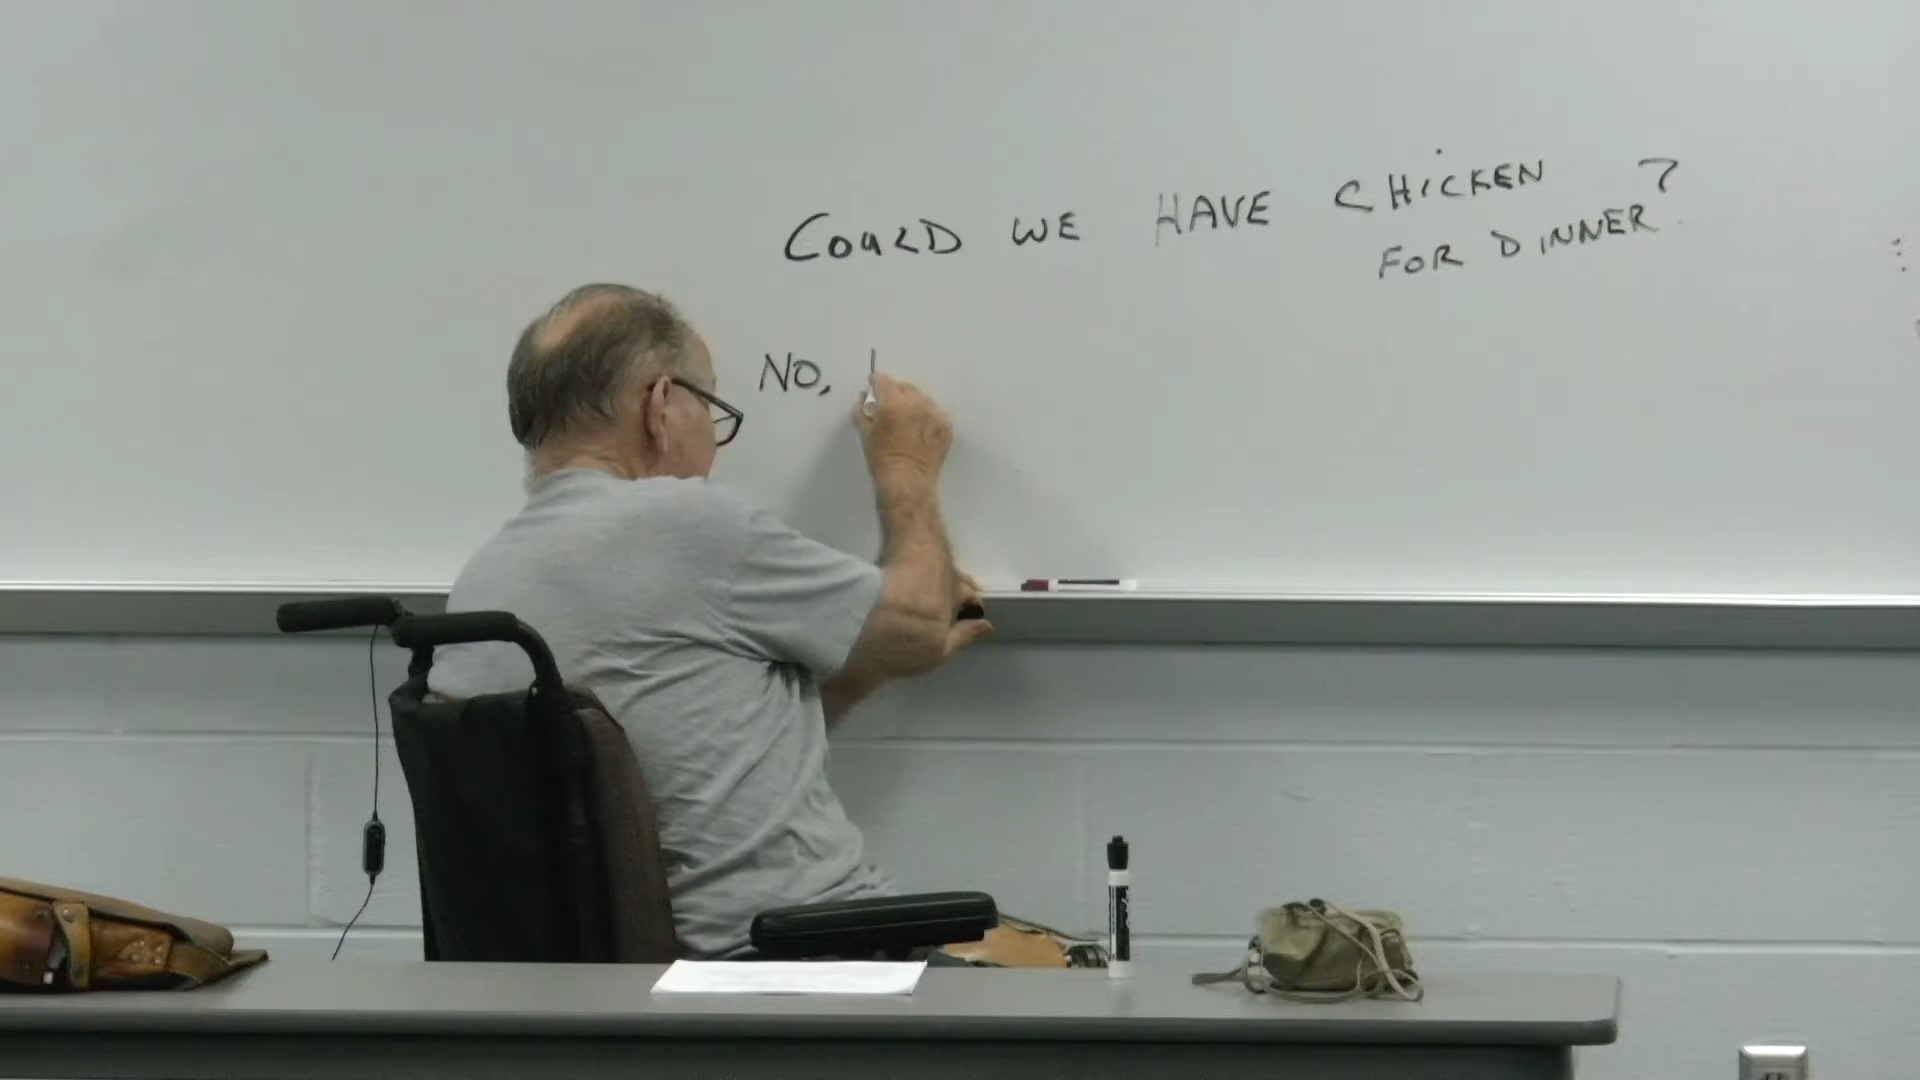 COULD WE HAVE CHICKEN ?
FOR DINNER?
NO,